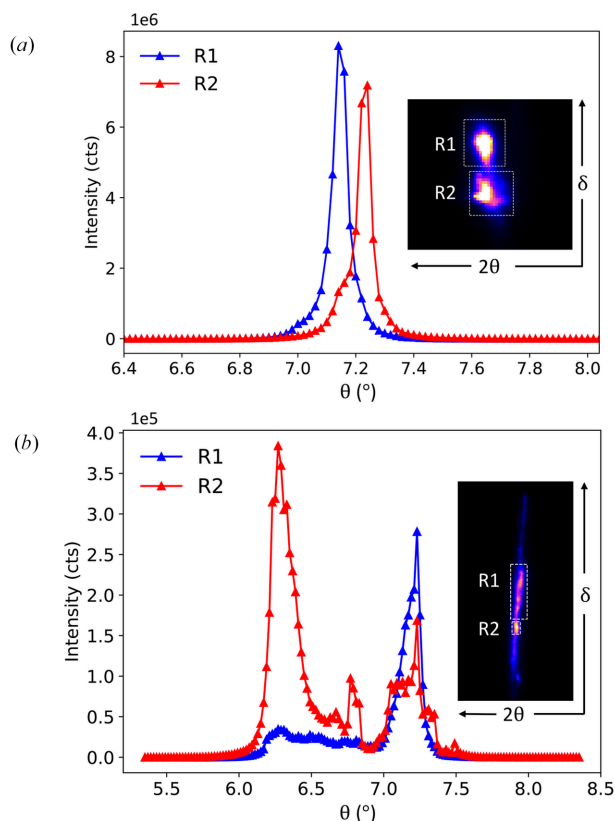 (a)
1e6
R1
R2
8
6
4
2
0
Intensity (cts)
R1
R2
δ
2θ
6.4 6.6 6.8 7.0 7.2 7.4 7.6 7.8 8.0
θ (°)
(b)
1e5
R1
R2
4.0
3.5
3.0
2.5
2.0
1.5
1.0
0.5
0.0
Intensity (cts)
R1
R2
δ
2θ
5.5 6.0 6.5 7.0 7.5 8.0 8.5
θ (°)